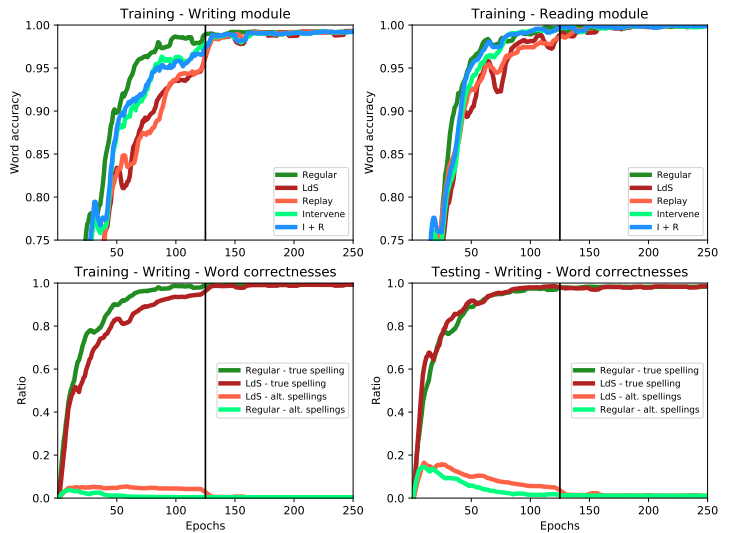 Training - Writing module
Word accuracy
1.00
0.95
0.90
0.85
0.80
0.75
50
100
150
200
250
Regular
LdS
Replay
Intervene
I + R
Training - Reading module
Word accuracy
1.00
0.95
0.90
0.85
0.80
0.75
50
100
150
200
250
Regular
LdS
Replay
Intervene
I + R
Training - Writing - Word correctnesses
Ratio
1.0
0.8
0.6
0.4
0.2
0.0
50
100
150
200
250
Epochs
Regular - true spelling
LdS - true spelling
LdS - alt. spellings
Regular - alt. spellings
Testing - Writing - Word correctnesses
Ratio
1.0
0.8
0.6
0.4
0.2
0.0
50
100
150
200
250
Epochs
Regular - true spelling
LdS - true spelling
LdS - alt. spellings
Regular - alt. spellings